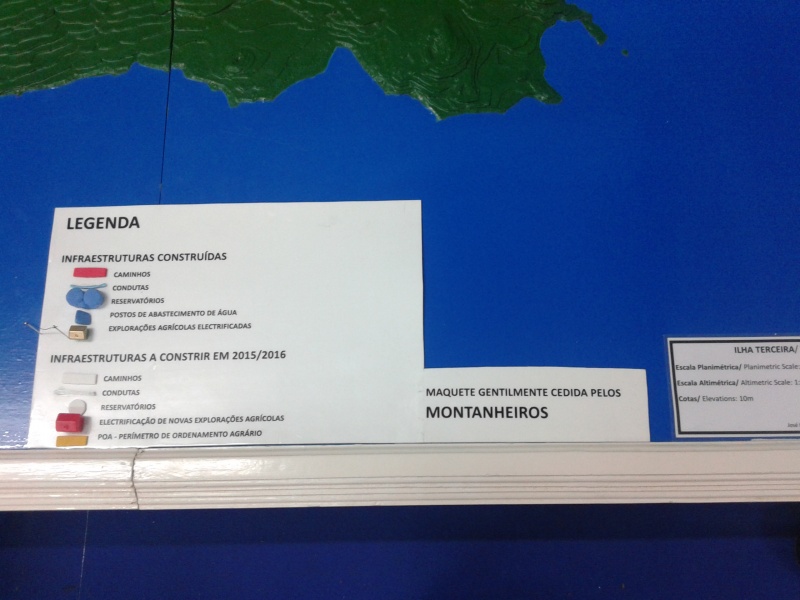 LEGENDA
INFRAESTRUTURAS CONSTRUÍDAS
CAMINHOS
CONDUTAS
RESERVATÓRIOS
POSTOS DE ABASTECIMENTO DE ÁGUA
EXPLORAÇÕES AGRÍCOLAS ELECTRIFICADAS
INFRAESTRUTURAS A CONSTRIR EM 2015/2016
CAMINHOS
CONDUTAS
RESERVATÓRIOS
ELECTRIFICAÇÃO DE NOVAS EXPLORAÇÕES AGRÍCOLAS
POA - PERÍMETRO DE ORDENAMENTO AGRÁRIO
MAQUETE GENTILMENTE CEDIDA PELOS
MONTANHEIROS
ILHA TERCEIRA/
Escala Planimétrica/ Planimetric Scale:
Escala Altimétrica/ Altimetric Scale: 1:
Cotas/ Elevations: 10m
José